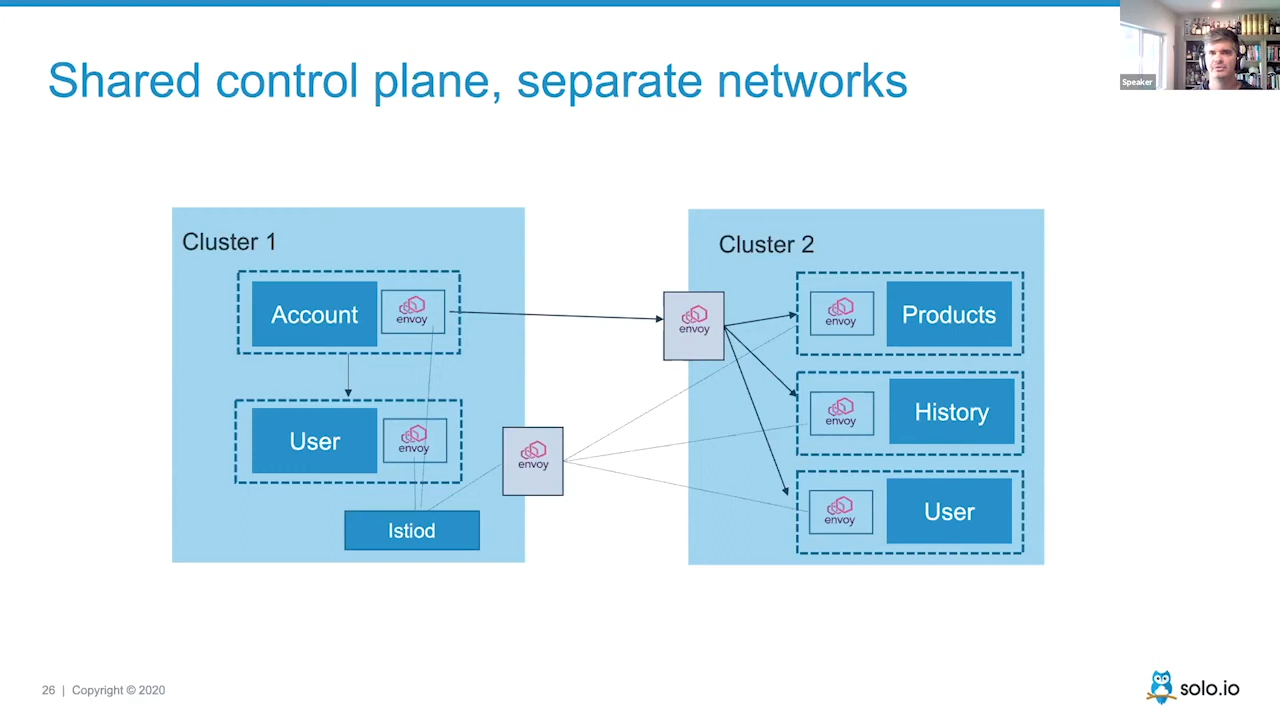 Shared control plane, separate networks
Speaker
Cluster 1
Account
envoy
User
envoy
Istiod
envoy
envoy
Cluster 2
envoy
Products
envoy
History
envoy
User
26 | Copyright © 2020
solo.io